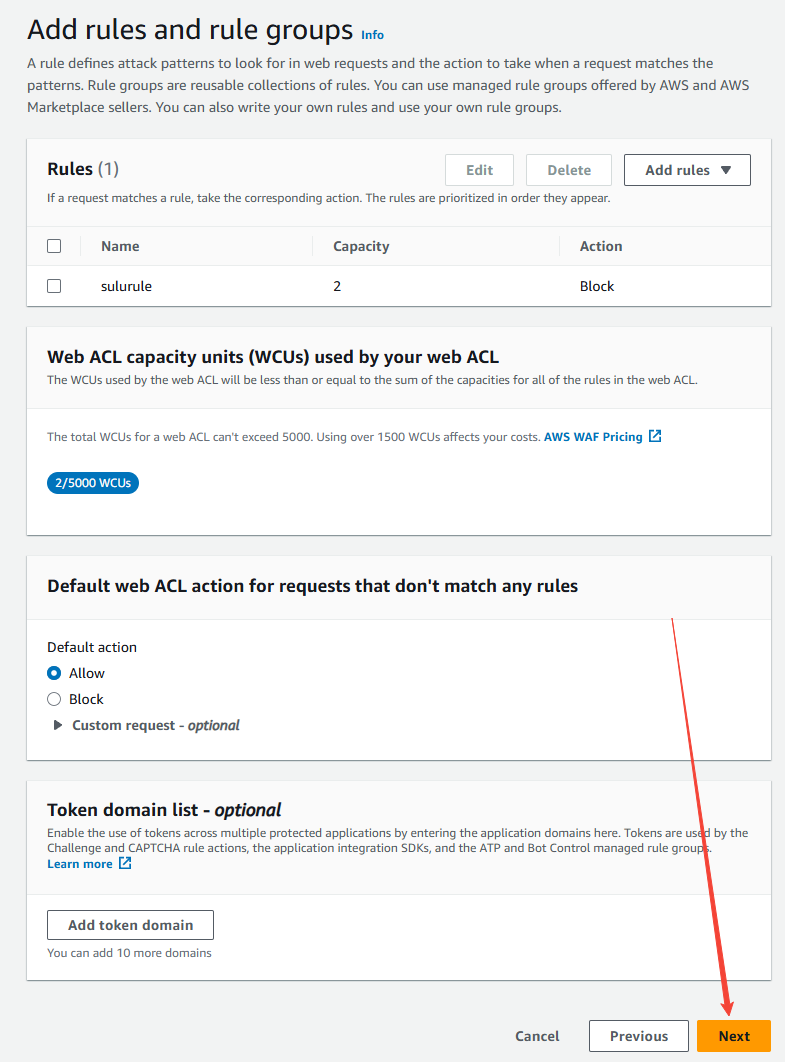 Add rules and rule groups Info
A rule defines attack patterns to look for in web requests and the action to take when a request matches the
patterns. Rule groups are reusable collections of rules. You can use managed rule groups offered by AWS and AWS
Marketplace sellers. You can also write your own rules and use your own rule groups.
Rules (1)
Edit
Delete
Add rules
If a request matches a rule, take the corresponding action. The rules are prioritized in order they appear.
Name Capacity Action
sulurule 2 Block
Web ACL capacity units (WCUs) used by your web ACL
The WCUs used by the web ACL will be less than or equal to the sum of the capacities for all of the rules in the web ACL.
The total WCUs for a web ACL can't exceed 5000. Using over 1500 WCUs affects your costs. AWS WAF Pricing
2/5000 WCUs
Default web ACL action for requests that don't match any rules
Default action
Allow
Block
Custom request - optional
Token domain list - optional
Enable the use of tokens across multiple protected applications by entering the application domains here. Tokens are used by the
Challenge and CAPTCHA rule actions, the application integration SDKs, and the ATP and Bot Control managed rule groups.
Learn more
Add token domain
You can add 10 more domains
Cancel
Previous
Next